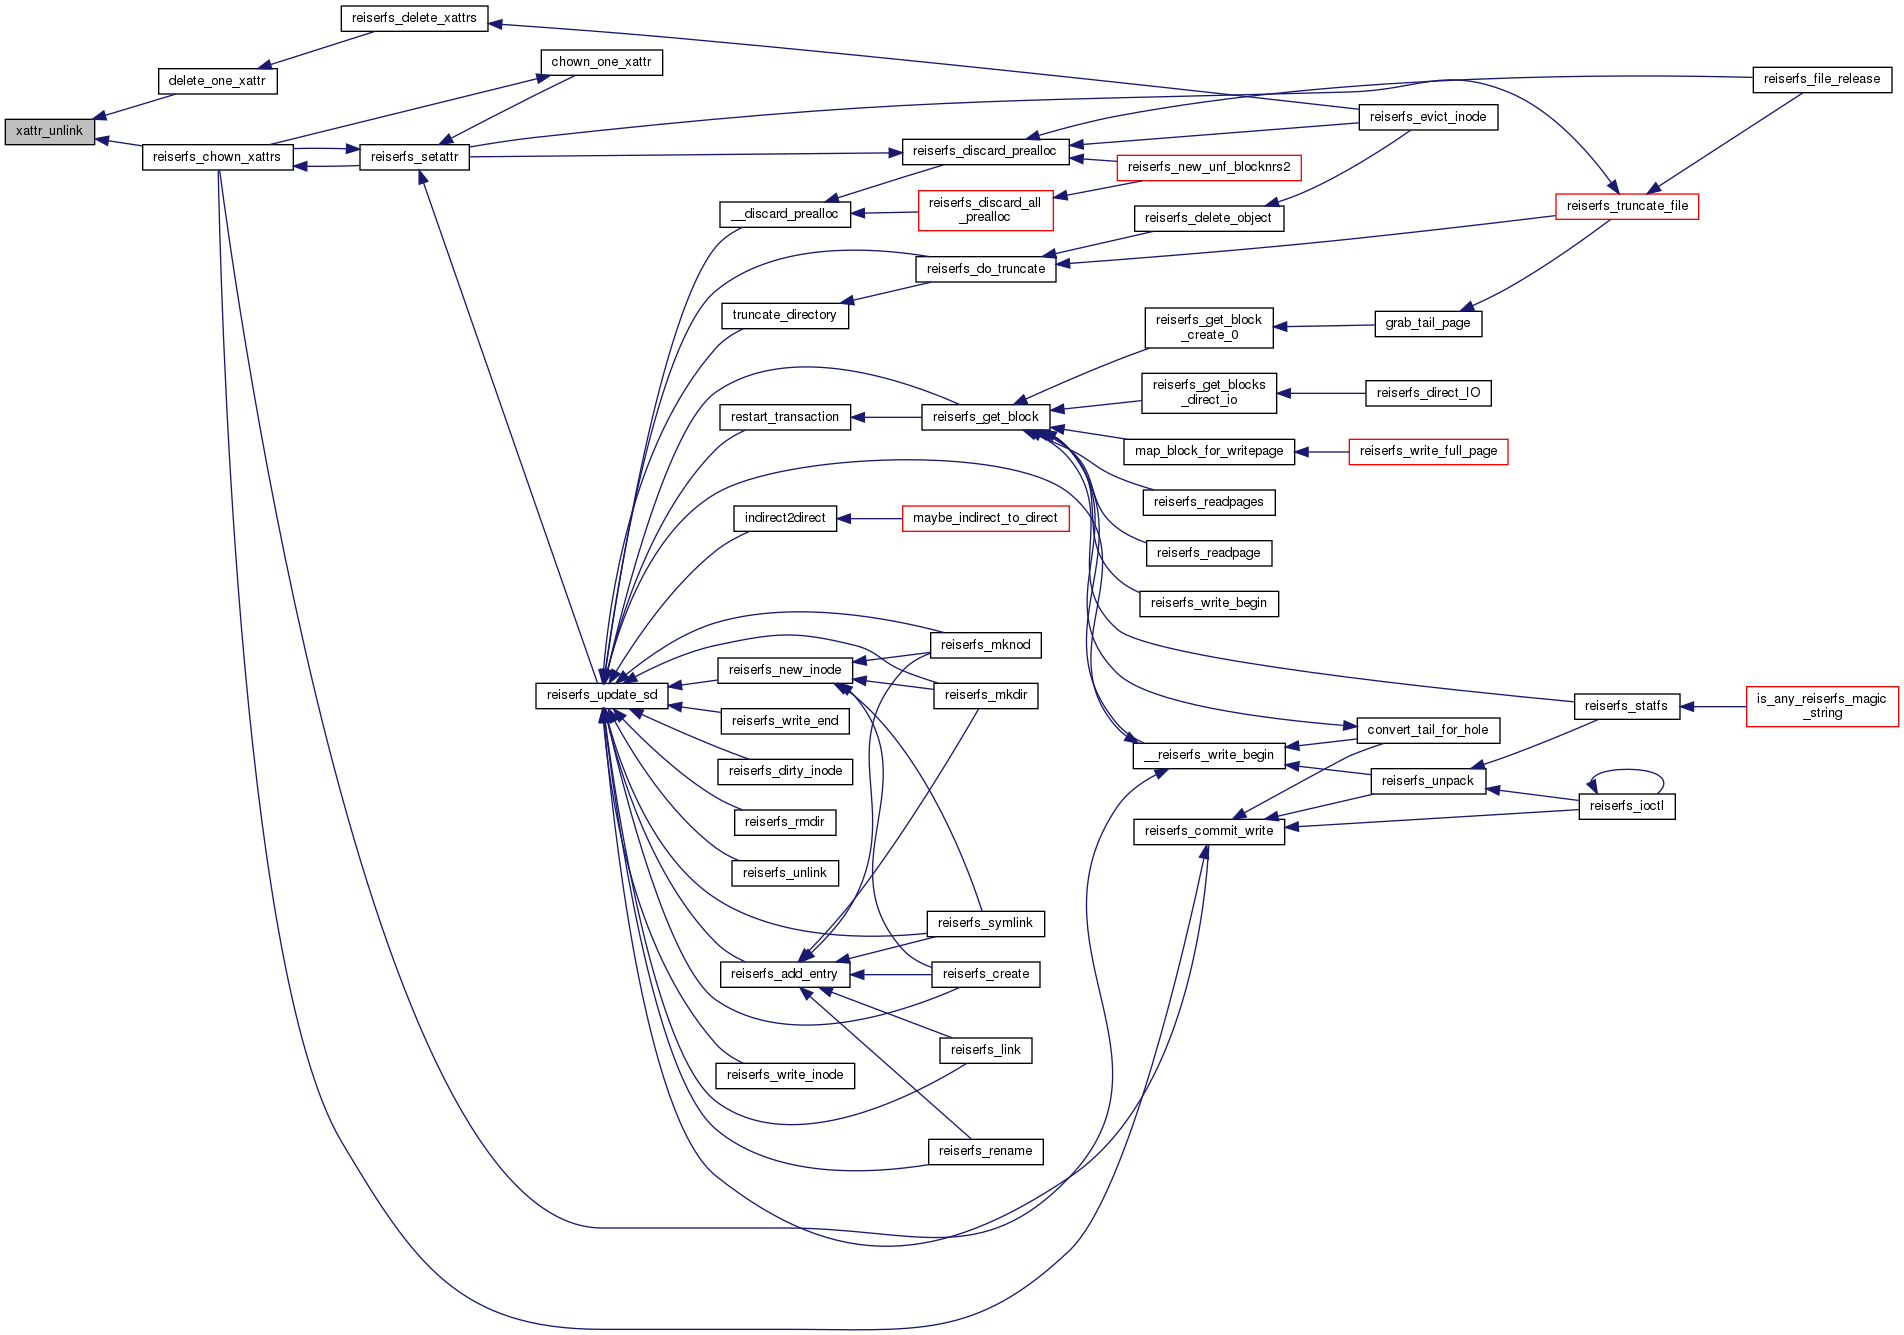 reiserfs_delete_xattrs
chown_one_xattr
delete_one_xattr
reiserfs_file_release
reiserfs_evict_inode
xattr_unlink
reiserfs_chown_xattrs
reiserfs_setattr
reiserfs_discard_prealloc
reiserfs_new_unf_blocknrs2
reiserfs_discard_all
_prealloc
__discard_prealloc
reiserfs_delete_object
reiserfs_truncate_file
reiserfs_do_truncate
truncate_directory
reiserfs_get_block
_create_0
grab_tail_page
reiserfs_get_blocks
_direct_io
reiserfs_direct_IO
restart_transaction
reiserfs_get_block
map_block_for_writepage
reiserfs_write_full_page
reiserfs_readpages
indirect2direct
maybe_indirect_to_direct
reiserfs_readpage
reiserfs_write_begin
reiserfs_mknod
reiserfs_new_inode
reiserfs_update_sd
reiserfs_mkdir
reiserfs_write_end
reiserfs_statfs
is_any_reiserfs_magic
_string
convert_tail_for_hole
__reiserfs_write_begin
reiserfs_dirty_inode
reiserfs_unpack
reiserfs_ioctl
reiserfs_rmdir
reiserfs_commit_write
reiserfs_unlink
reiserfs_symlink
reiserfs_add_entry
reiserfs_create
reiserfs_link
reiserfs_write_inode
reiserfs_rename